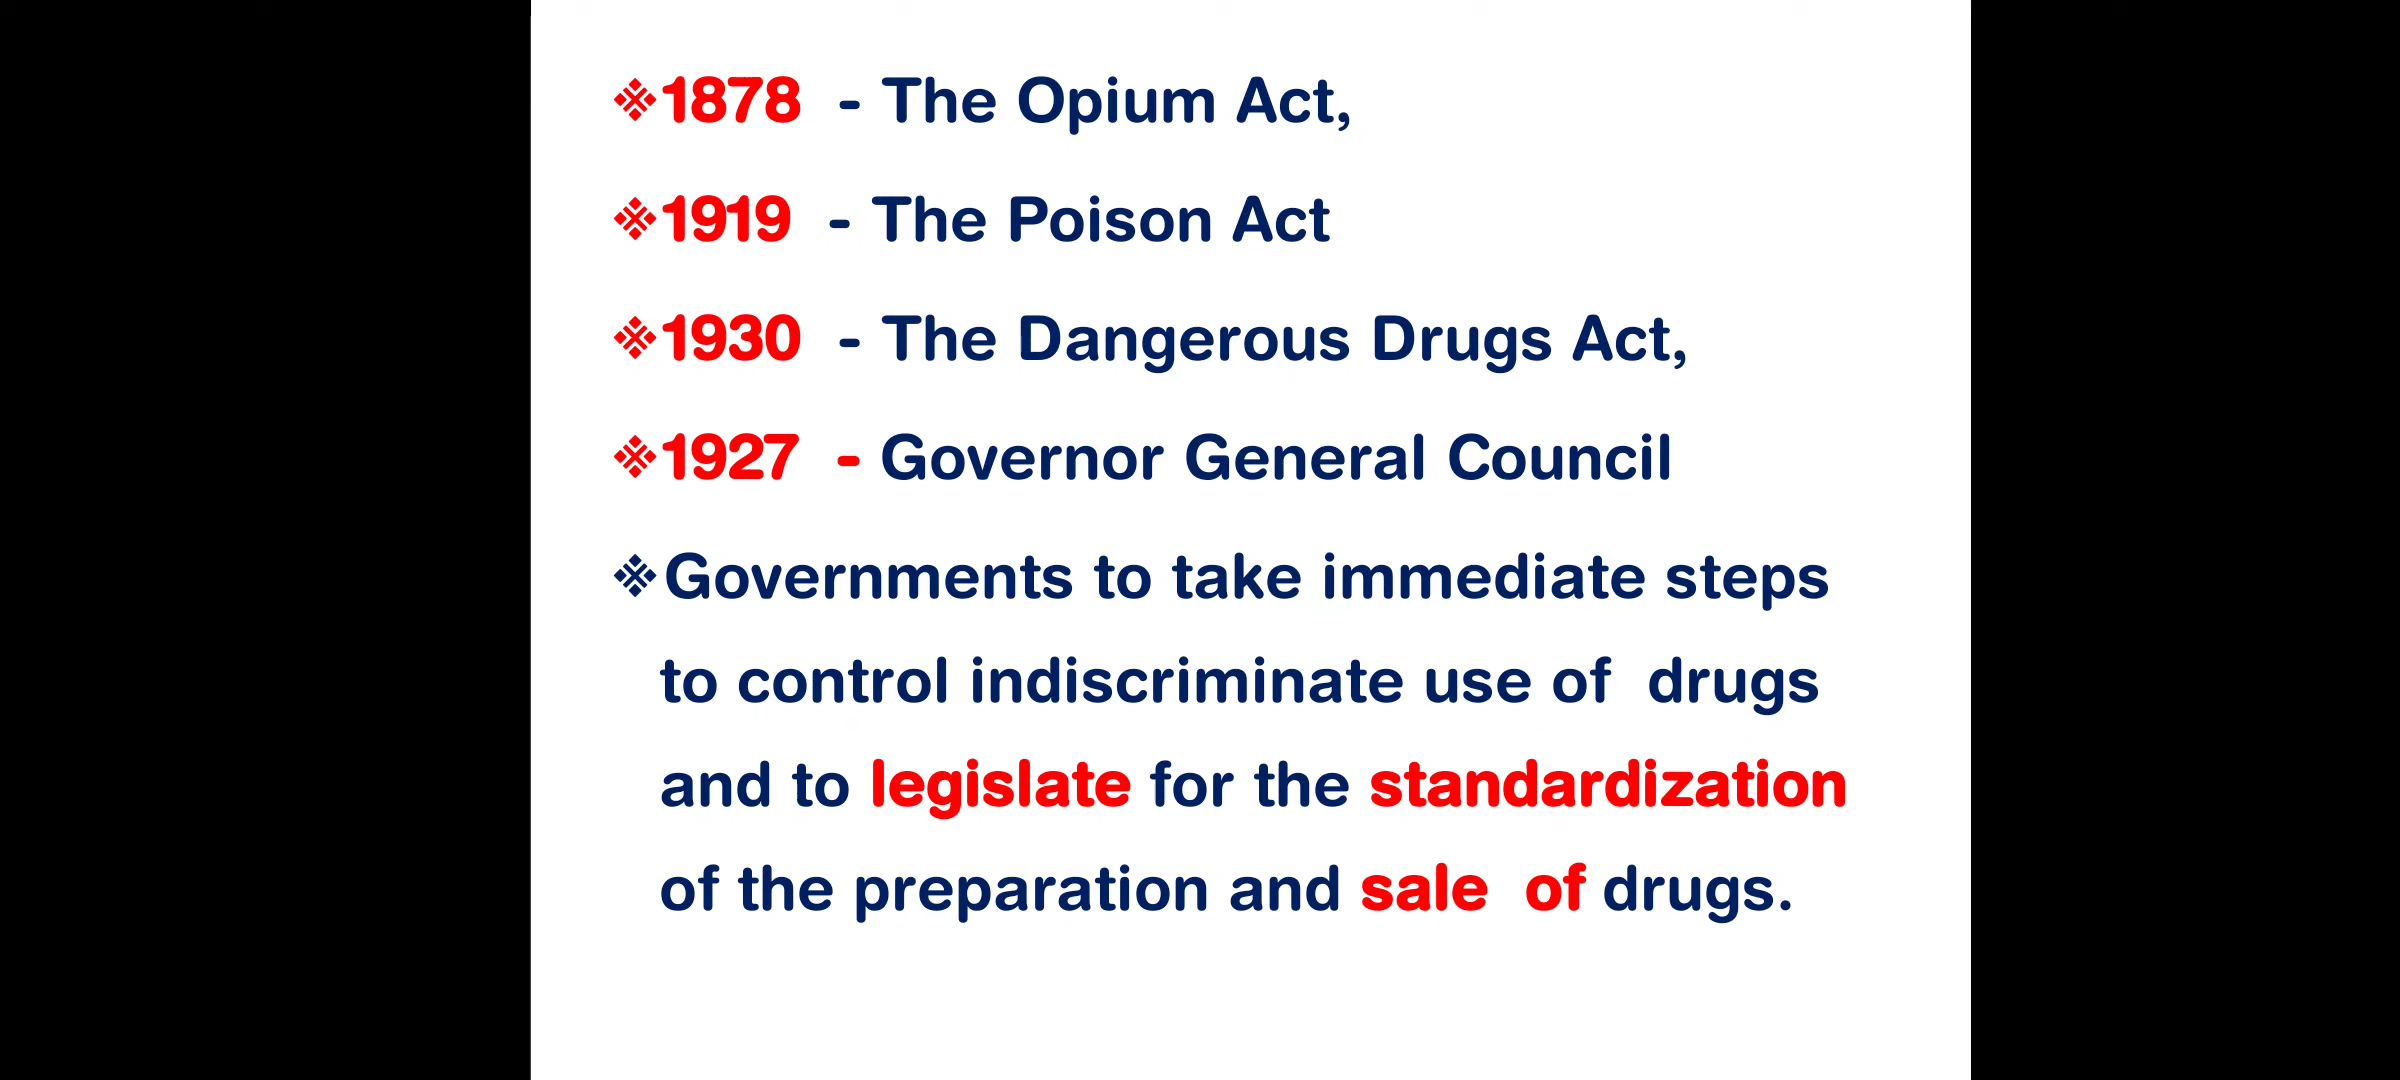 ❖1878 - The Opium Act,
❖1919 - The Poison Act
❖1930 - The Dangerous Drugs Act,
❖1927 - Governor General Council
❖Governments to take immediate steps
to control indiscriminate use of drugs
and to legislate for the standardization
of the preparation and sale of drugs.